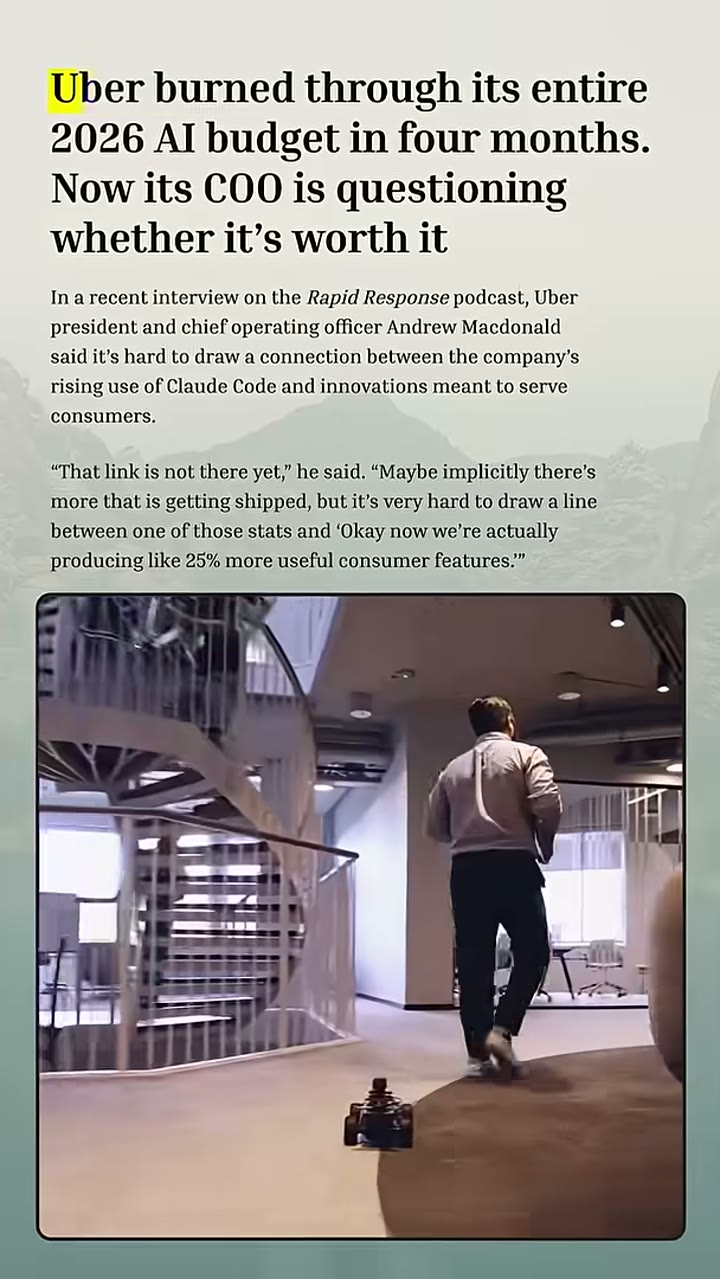 Uber burned through its entire
2026 AI budget in four months.
Now its COO is questioning
whether it’s worth it
In a recent interview on the Rapid Response podcast, Uber
president and chief operating officer Andrew Macdonald
said it’s hard to draw a connection between the company’s
rising use of Claude Code and innovations meant to serve
consumers.
“That link is not there yet,” he said. “Maybe implicitly there’s
more that is getting shipped, but it’s very hard to draw a line
between one of those stats and ‘Okay now we’re actually
producing like 25% more useful consumer features.’”